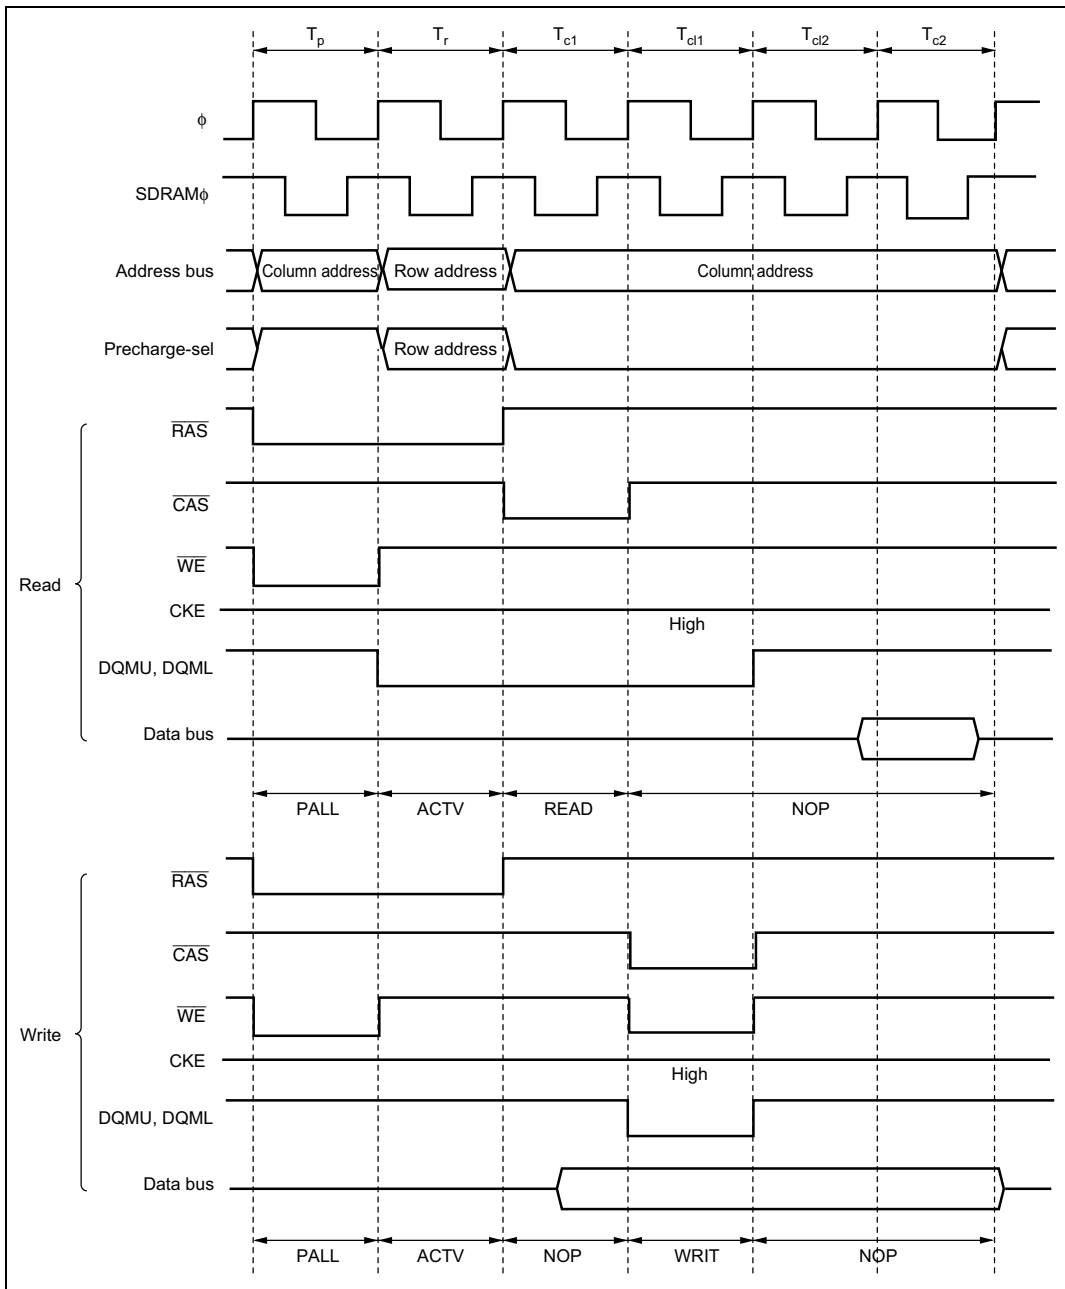 Tp Tr Tc1 Tcl1 Tcl2 Tc2
ϕ
SDRAMϕ
Address bus Column address Row address Column address
Precharge-sel Row address
RAS
CAS
WE
Read
CKE
High
DQMU, DQML
Data bus
PALL ACTV READ NOP
RAS
CAS
WE
Write
CKE
High
DQMU, DQML
Data bus
PALL ACTV NOP WRIT NOP